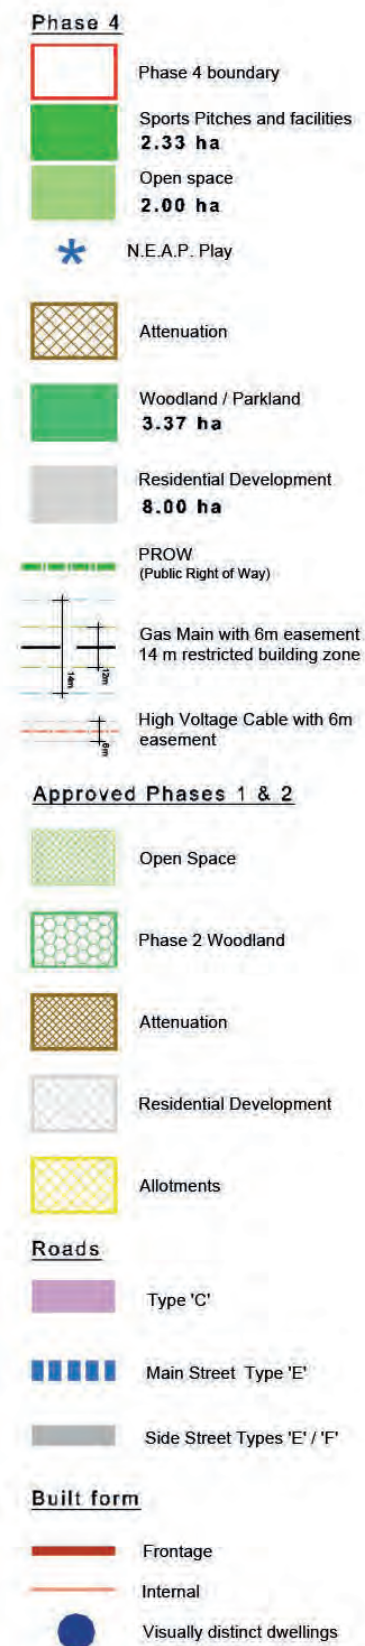 Phase 4
Phase 4 boundary
Sports Pitches and facilities
2.33 ha
Open space
2.00 ha
N.E.A.P. Play
Attenuation
Woodland / Parkland
3.37 ha
Residential Development
8.00 ha
PROW
(Public Right of Way)
Gas Main with 6m easement
14 m restricted building zone
12m
14m
High Voltage Cable with 6m
easement
6m
Approved Phases 1 & 2
Open Space
Phase 2 Woodland
Attenuation
Residential Development
Allotments
Roads
Type 'C'
Main Street Type 'E'
Side Street Types 'E' / 'F'
Built form
Frontage
Internal
Visually distinct dwellings